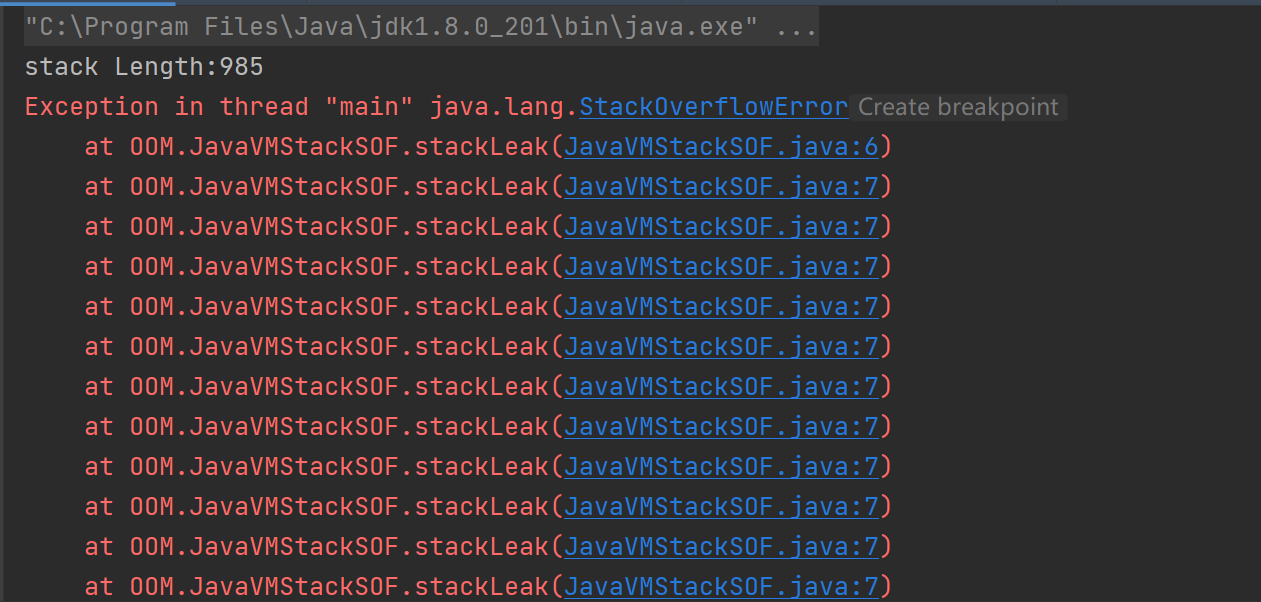 "C:\Program Files\Java\jdk1.8.0_201\bin\java.exe" ...
stack Length:985
Exception in thread "main" java.lang.StackOverflowError Create breakpoint
at OOM.JavaVMStackSOF.stackLeak(JavaVMStackSOF.java:6)
at OOM.JavaVMStackSOF.stackLeak(JavaVMStackSOF.java:7)
at OOM.JavaVMStackSOF.stackLeak(JavaVMStackSOF.java:7)
at OOM.JavaVMStackSOF.stackLeak(JavaVMStackSOF.java:7)
at OOM.JavaVMStackSOF.stackLeak(JavaVMStackSOF.java:7)
at OOM.JavaVMStackSOF.stackLeak(JavaVMStackSOF.java:7)
at OOM.JavaVMStackSOF.stackLeak(JavaVMStackSOF.java:7)
at OOM.JavaVMStackSOF.stackLeak(JavaVMStackSOF.java:7)
at OOM.JavaVMStackSOF.stackLeak(JavaVMStackSOF.java:7)
at OOM.JavaVMStackSOF.stackLeak(JavaVMStackSOF.java:7)
at OOM.JavaVMStackSOF.stackLeak(JavaVMStackSOF.java:7)
at OOM.JavaVMStackSOF.stackLeak(JavaVMStackSOF.java:7)